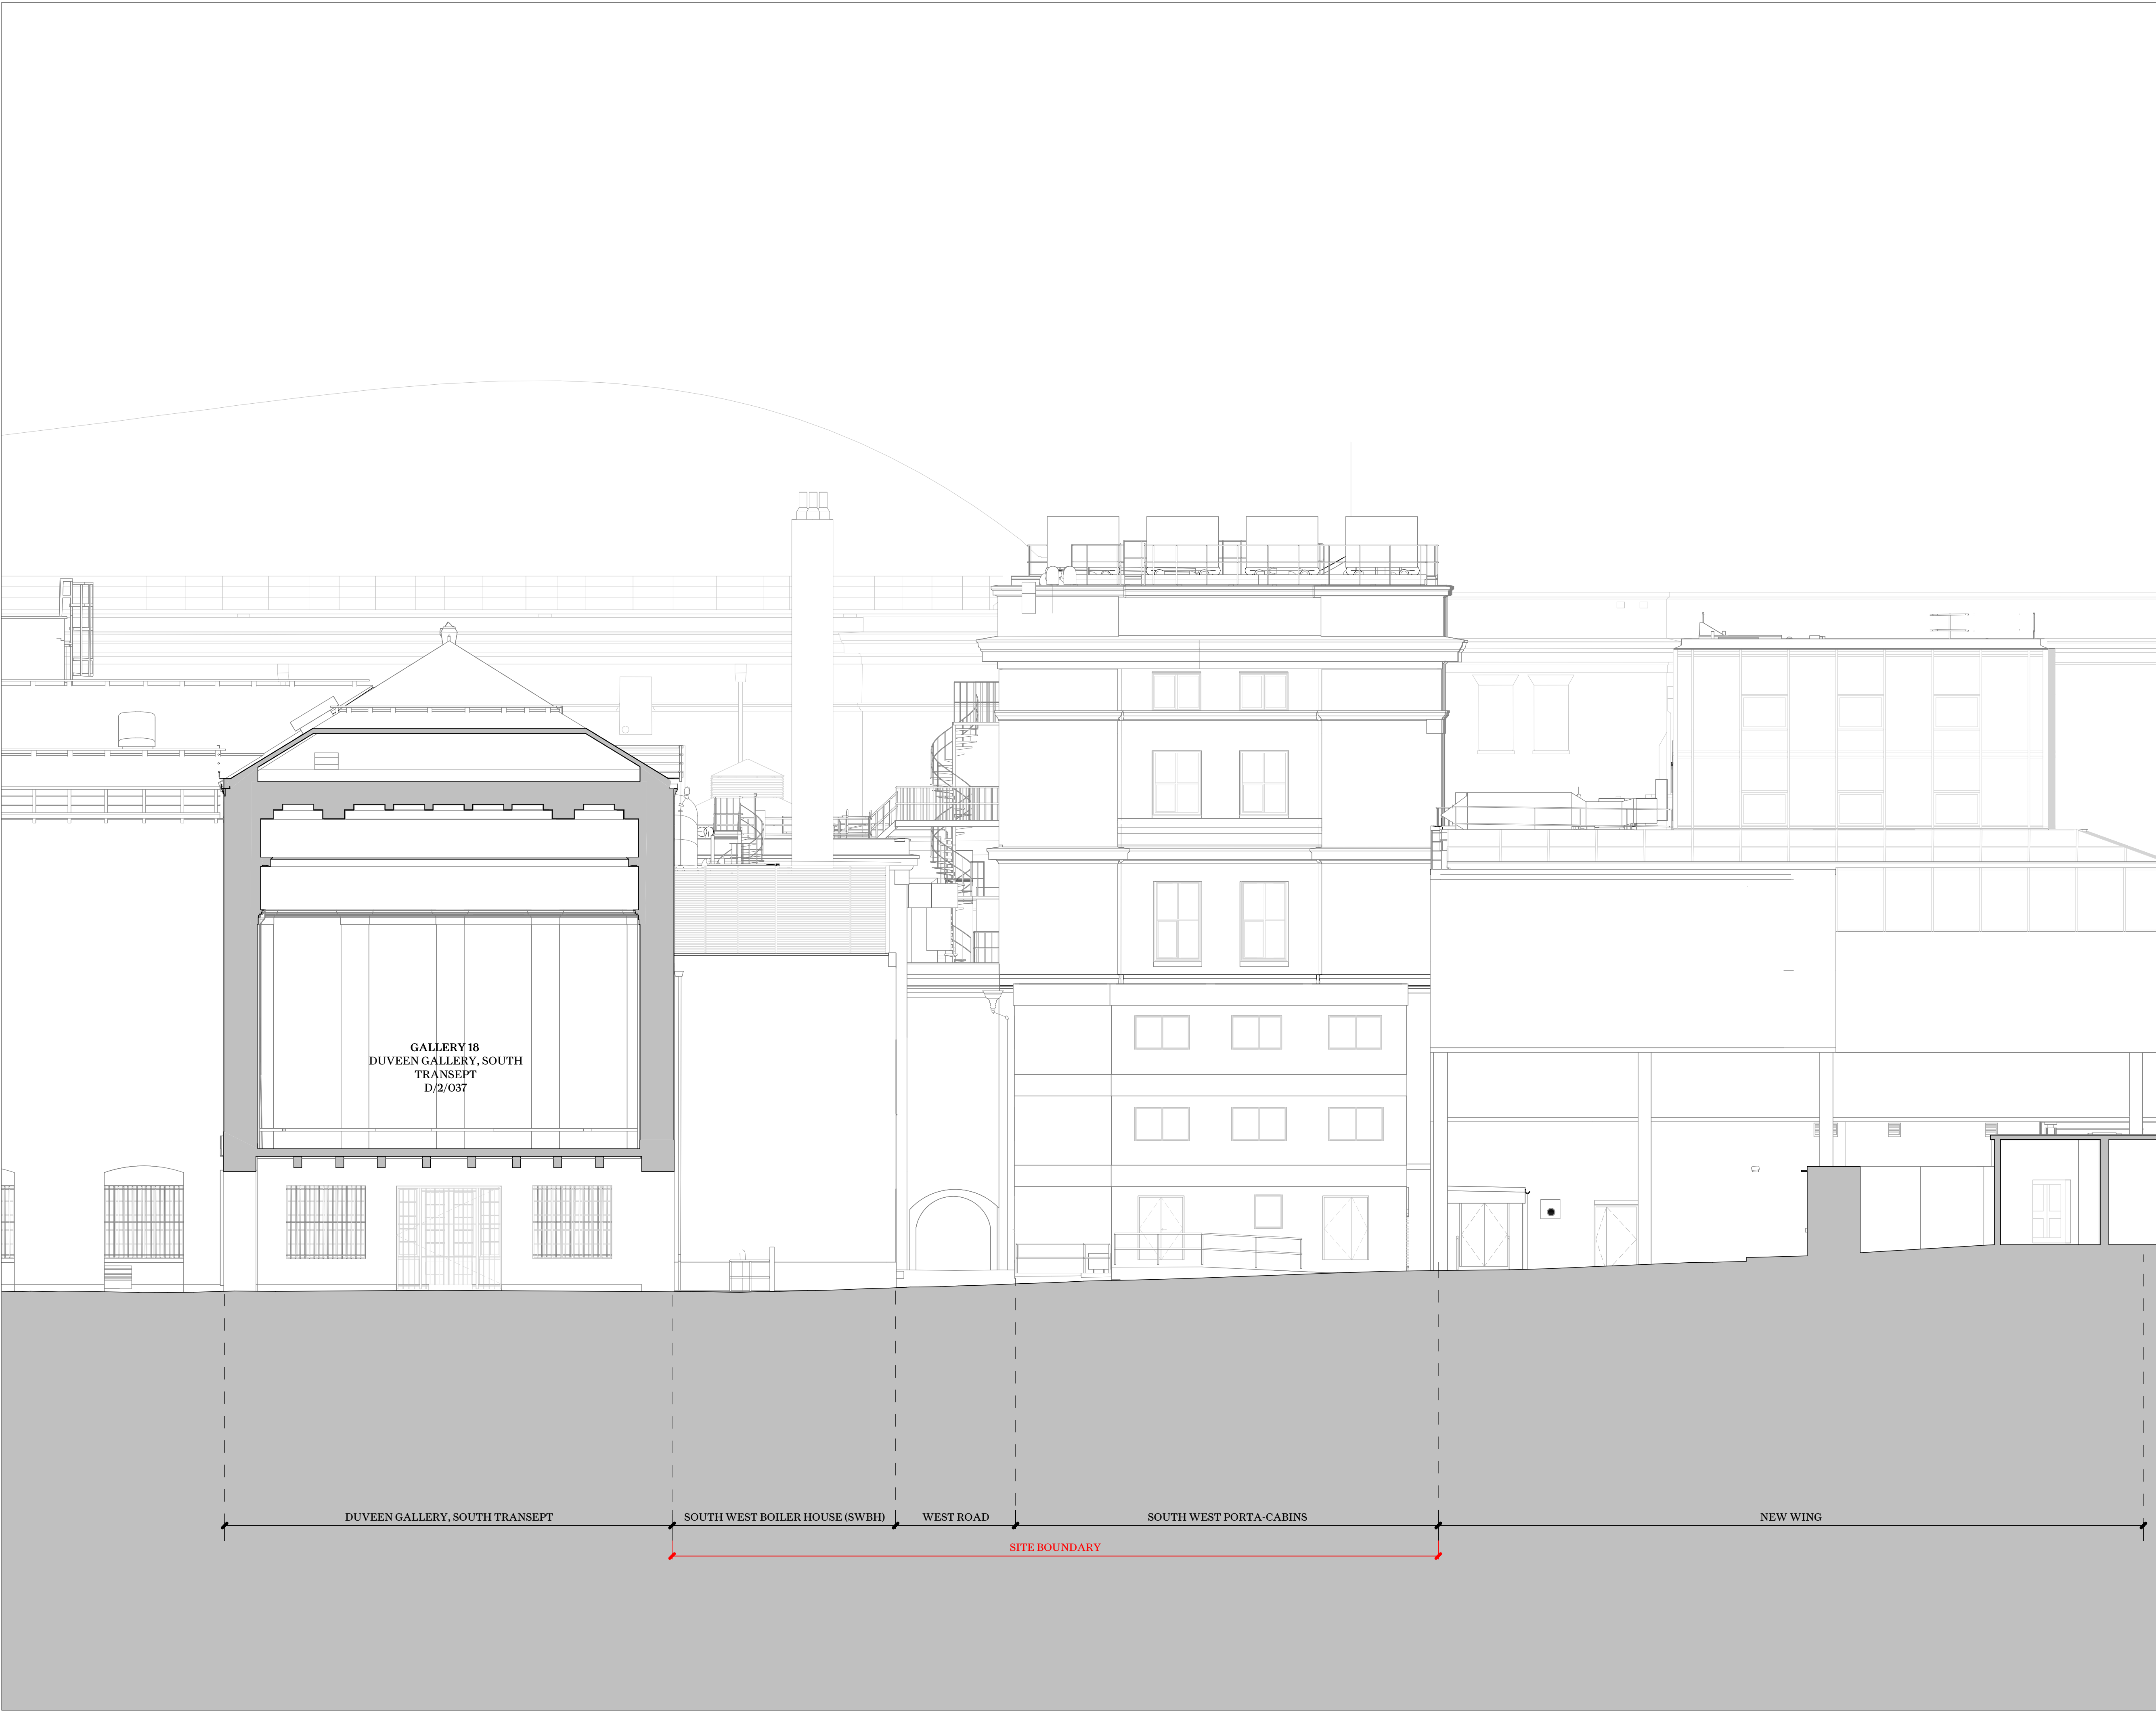 GALLERY 18
DUVEEN GALLERY, SOUTH
TRANSEPT
D/2/037
DUVEEN GALLERY, SOUTH TRANSEPT
SOUTH WEST BOILER HOUSE (SWBH)
WEST ROAD
SOUTH WEST PORTA-CABINS
NEW WING
SITE BOUNDARY